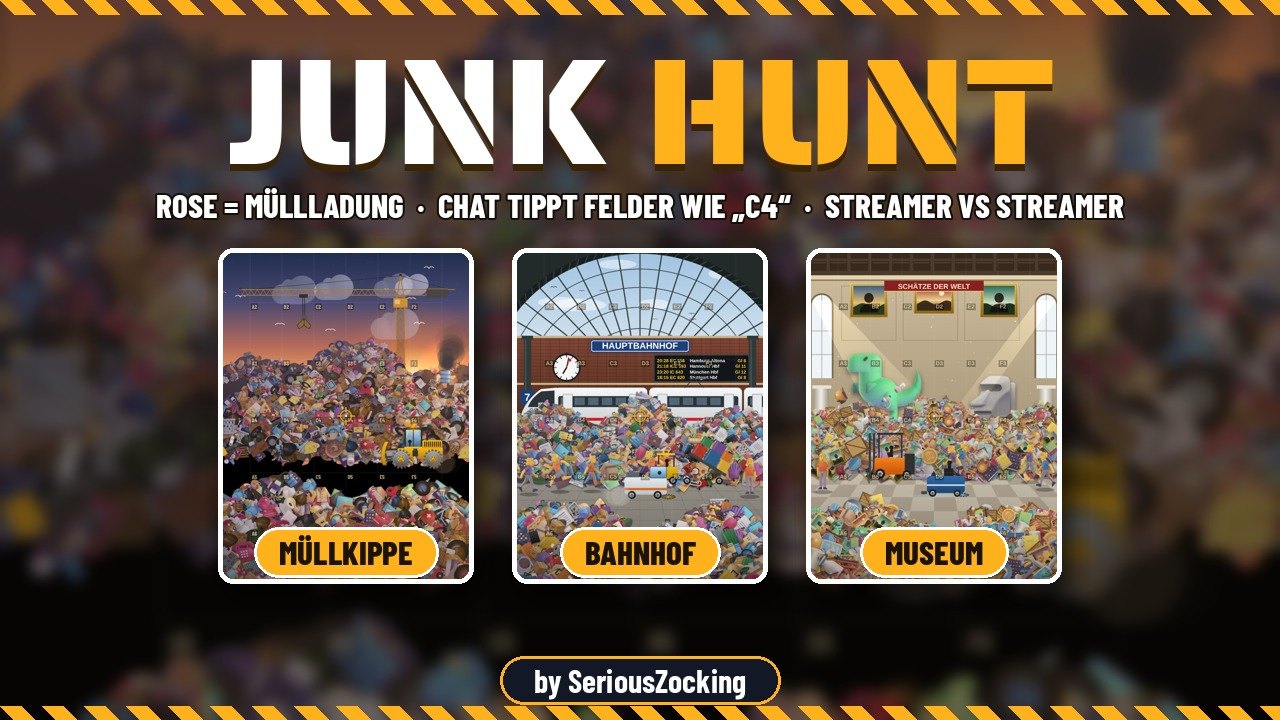 JUNK HUNT
ROSE = MÜLLLADUNG · CHAT TIPPT FELDER WIE „C4“ · STREAMER VS STREAMER
HAUPTBAHNHOF
SCHÄTZE DER WELT
7
MÜLLKIPPE
BAHNHOF
MUSEUM
by SeriousZocking